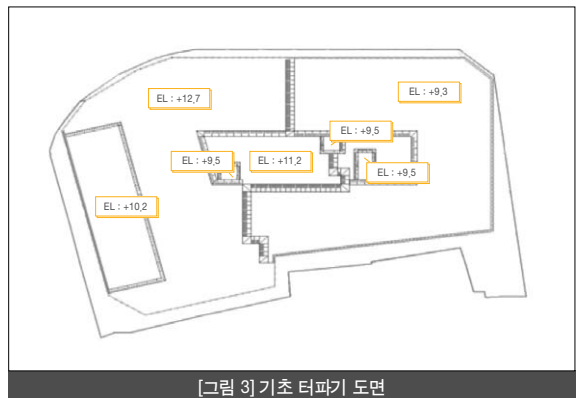 EL : +12,7
EL : +9,3
EL : +9,5
EL : +9,5
EL : +11,2
EL : +9,5
EL : +10,2
[그림 3] 기초 터파기 도면